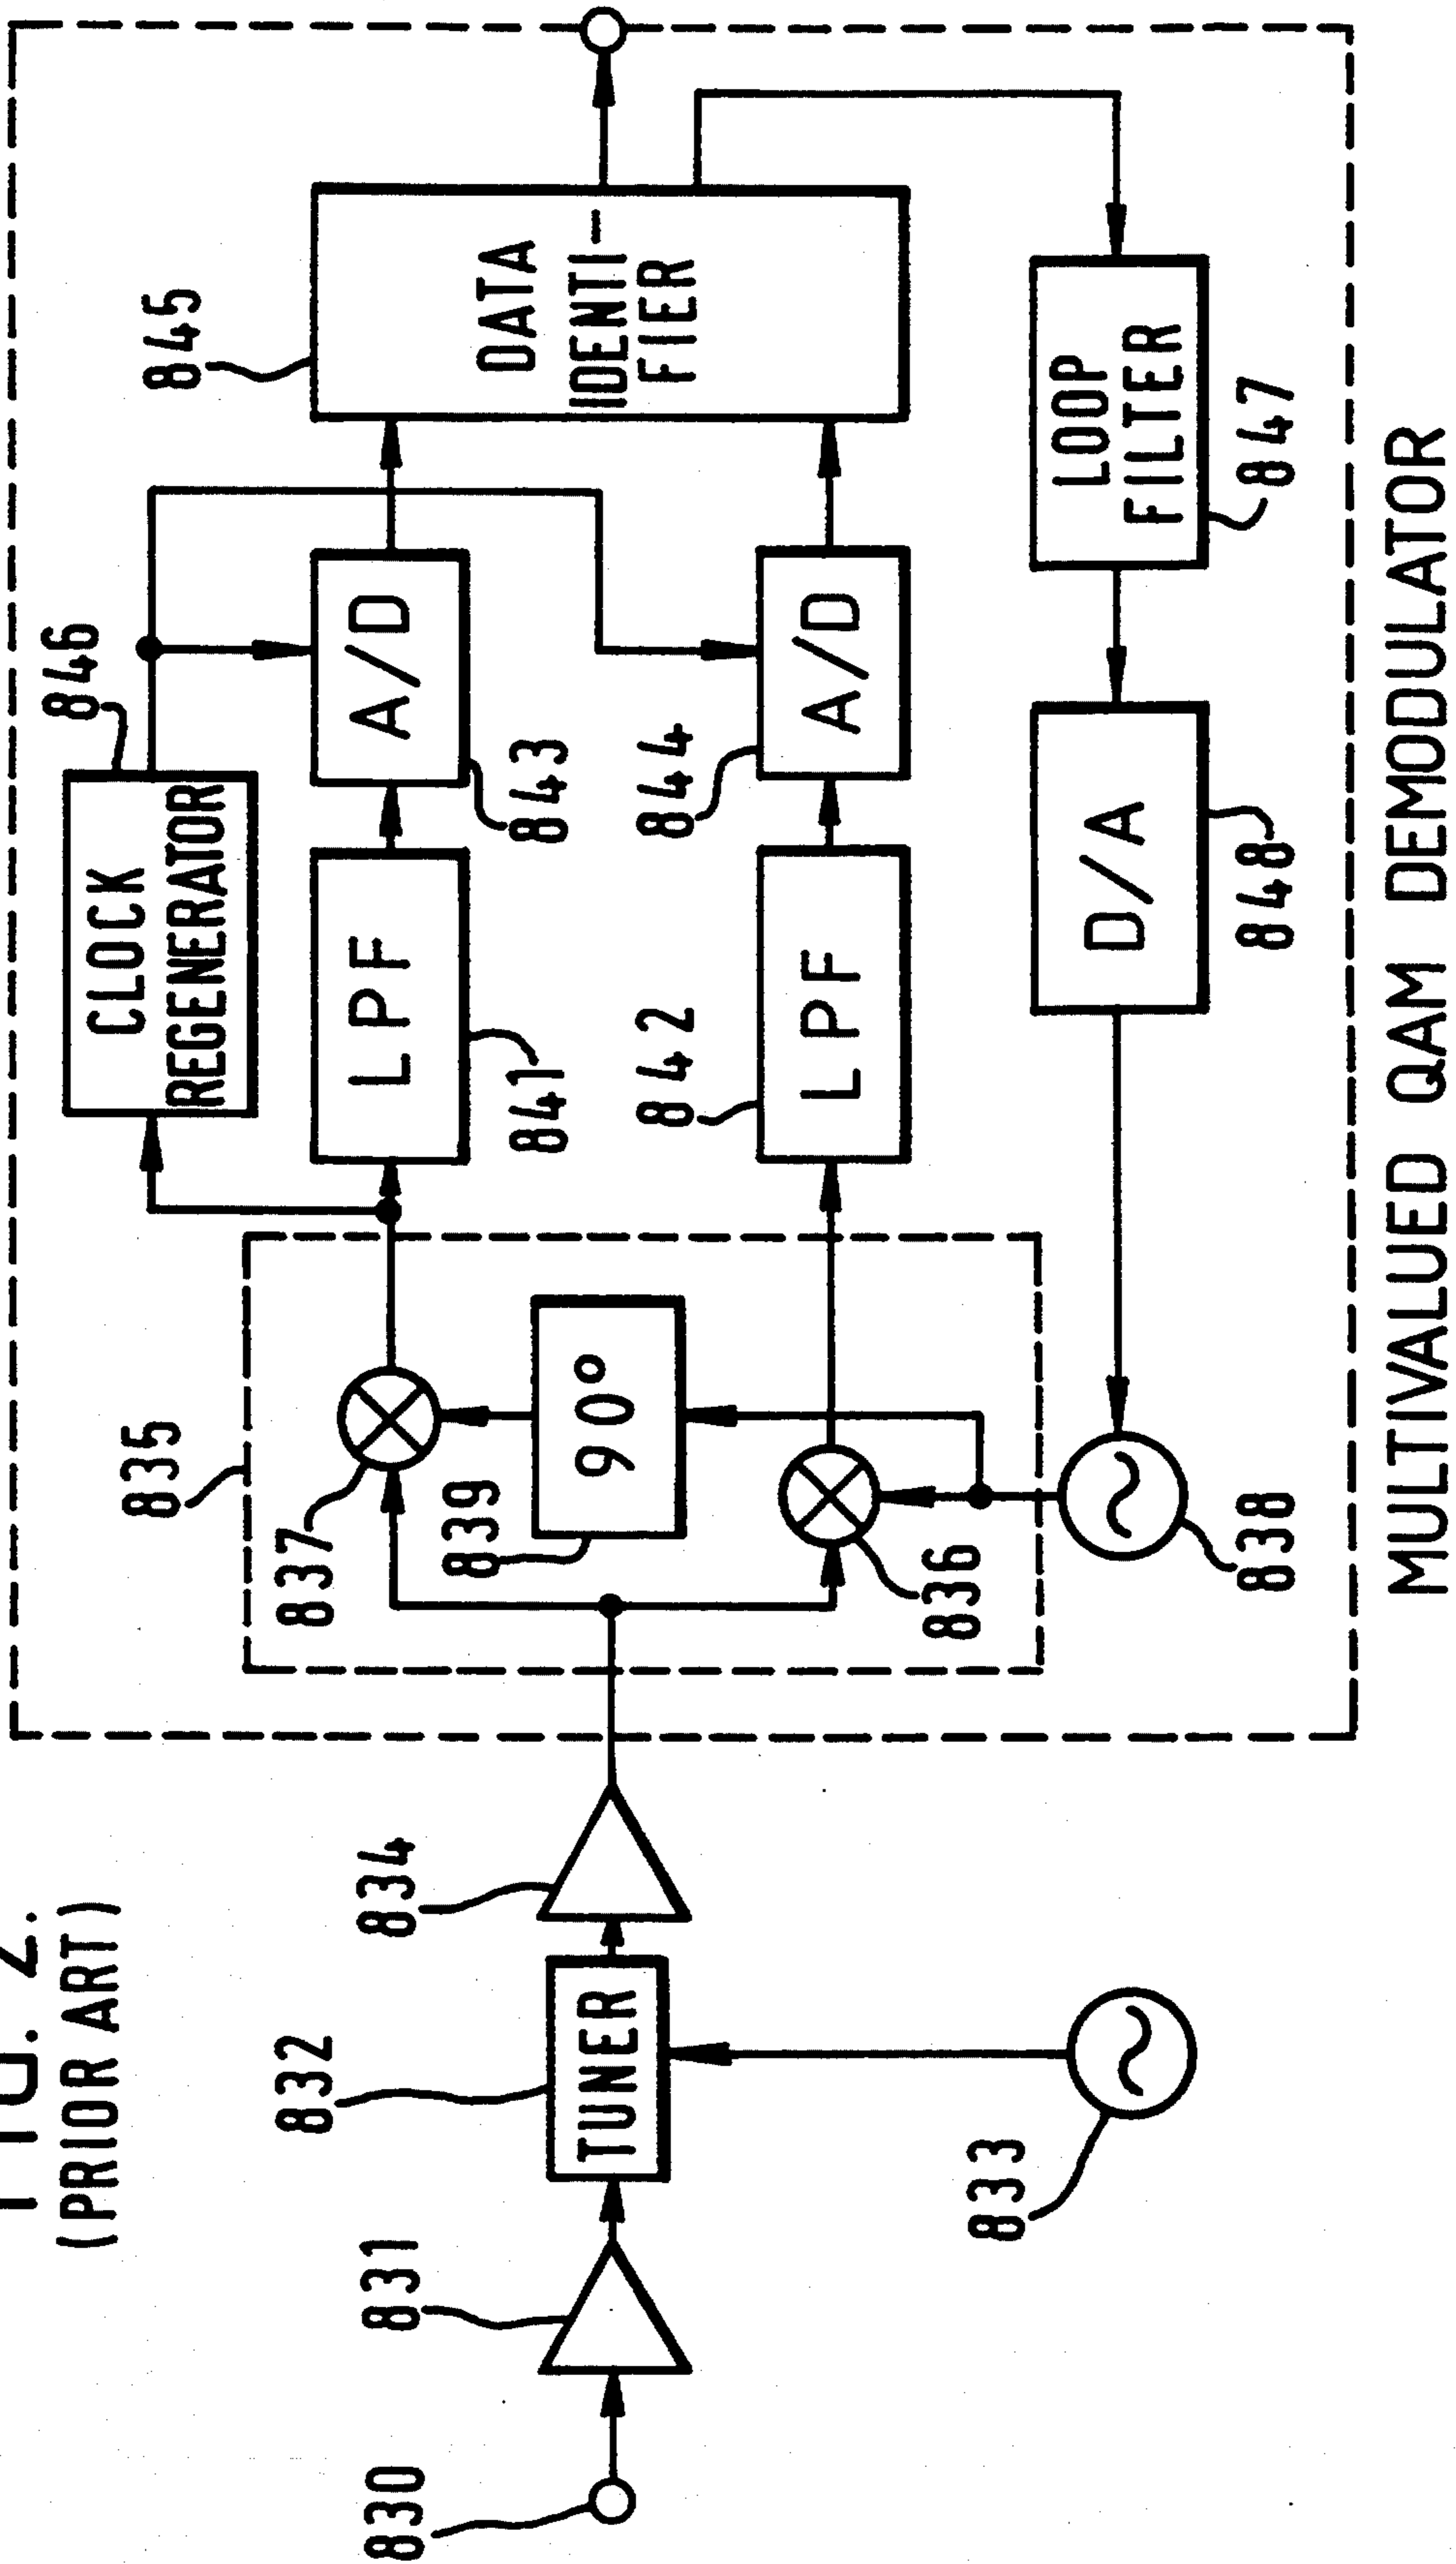 FIG. 2.
(PRIOR ART)
830
831
832
TUNER
833
834
835
837
839
90°
836
838
846
CLOCK
REGENERATOR
841
LPF
842
LPF
843
A/D
844
A/D
845
DATA
IDENTI-
FIER
LOOP
FILTER
847
D/A
848
MULTIVALUED QAM DEMODULATOR